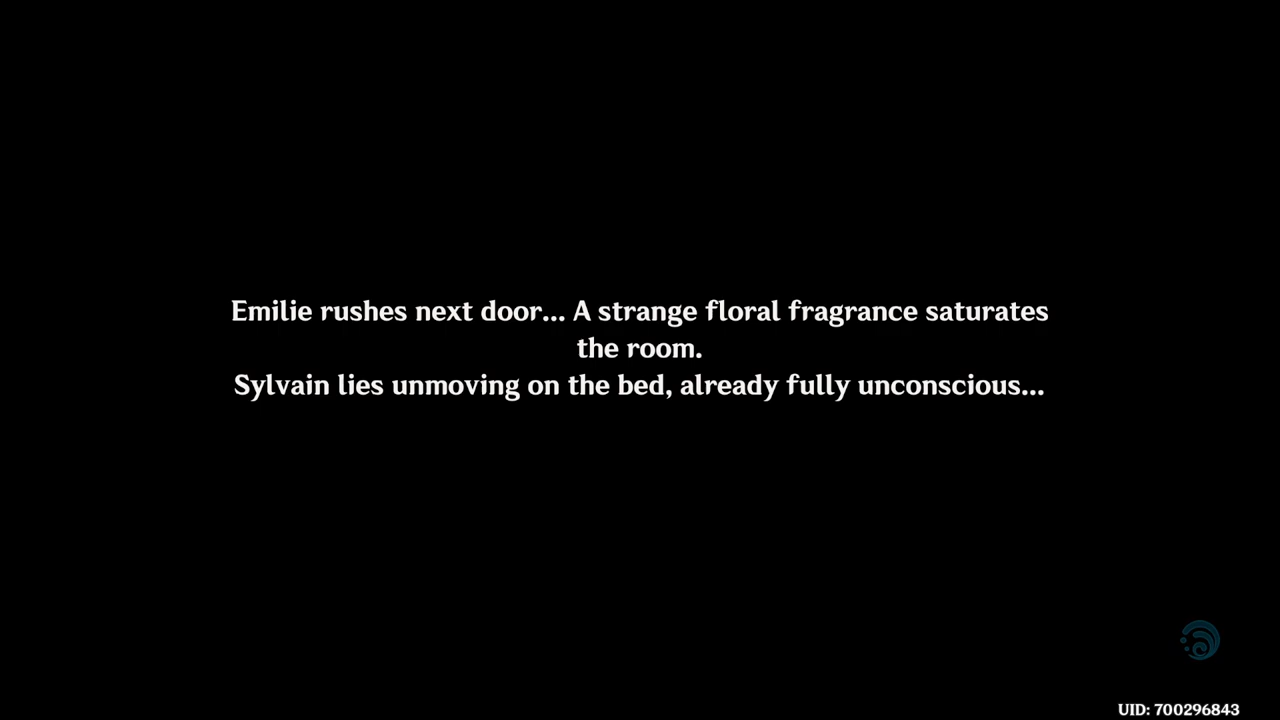 Emilie rushes next door... A strange floral fragrance saturates
the room.
Sylvain lies unmoving on the bed, already fully unconscious...
UID: 700296843